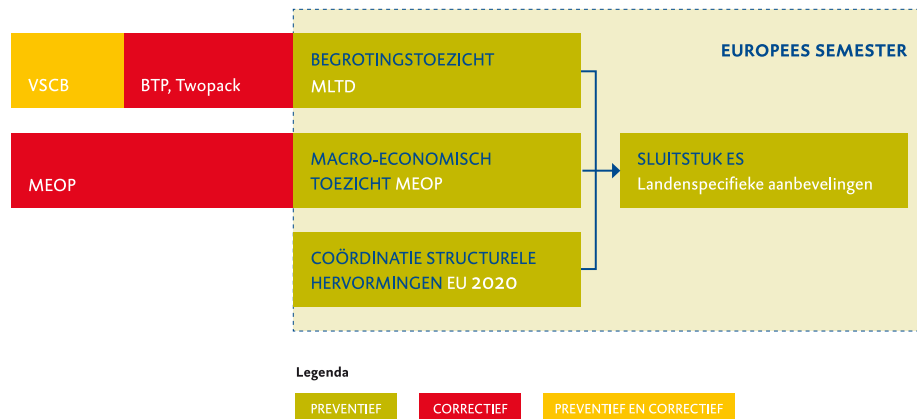 EUROPEES SEMESTER
VSCB
BTP, Twopack
BEGROTINGSTOEZICHT
MLTD
MEOP
MACRO-ECONOMISCH
TOEZICHT MEOP
SLUITSTUK ES
Landenspecifieke aanbevelingen
COÖRDINATIE STRUCTURELE
HERVORMINGEN EU 2020
Legenda
PREVENTIEF
CORRECTIEF
PREVENTIEF EN CORRECTIEF